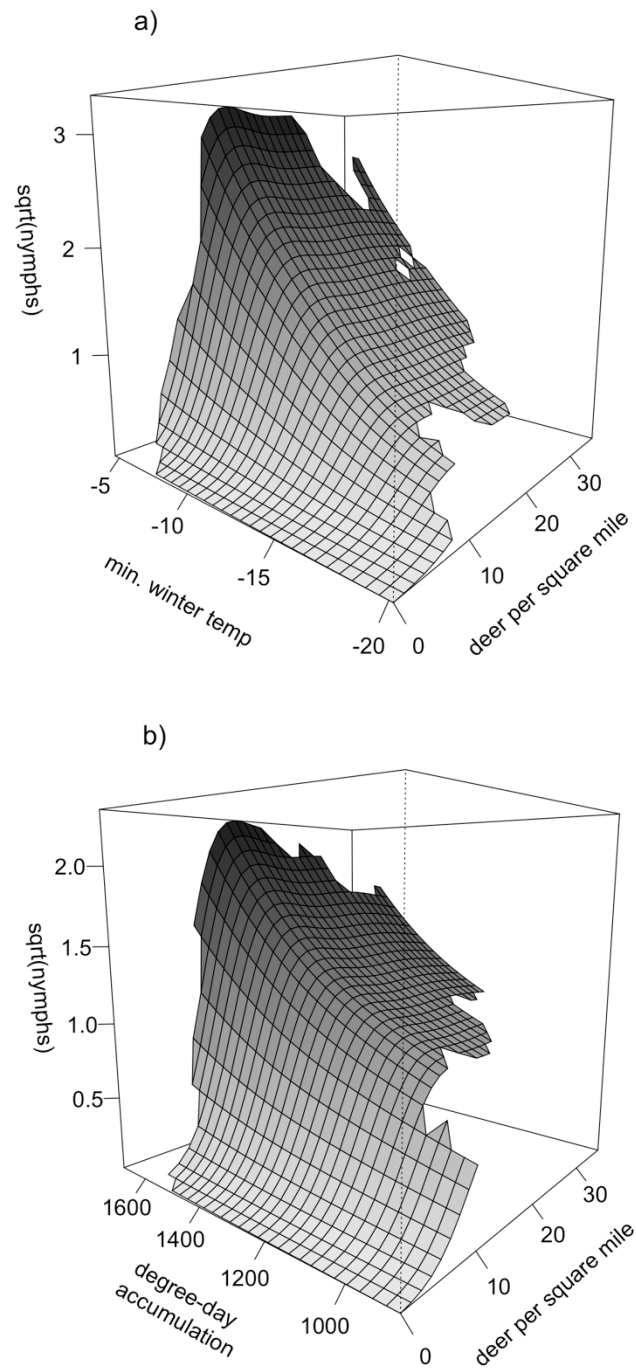 a)
3
2
1
sqrt(nymphs)
-5
-10
-15
-20
min. winter temp
0
10
20
30
deer per square mile
b)
2.0
1.5
1.0
0.5
sqrt(nymphs)
1600
1400
1200
1000
degree-day
accumulation
0
10
20
30
deer per square mile